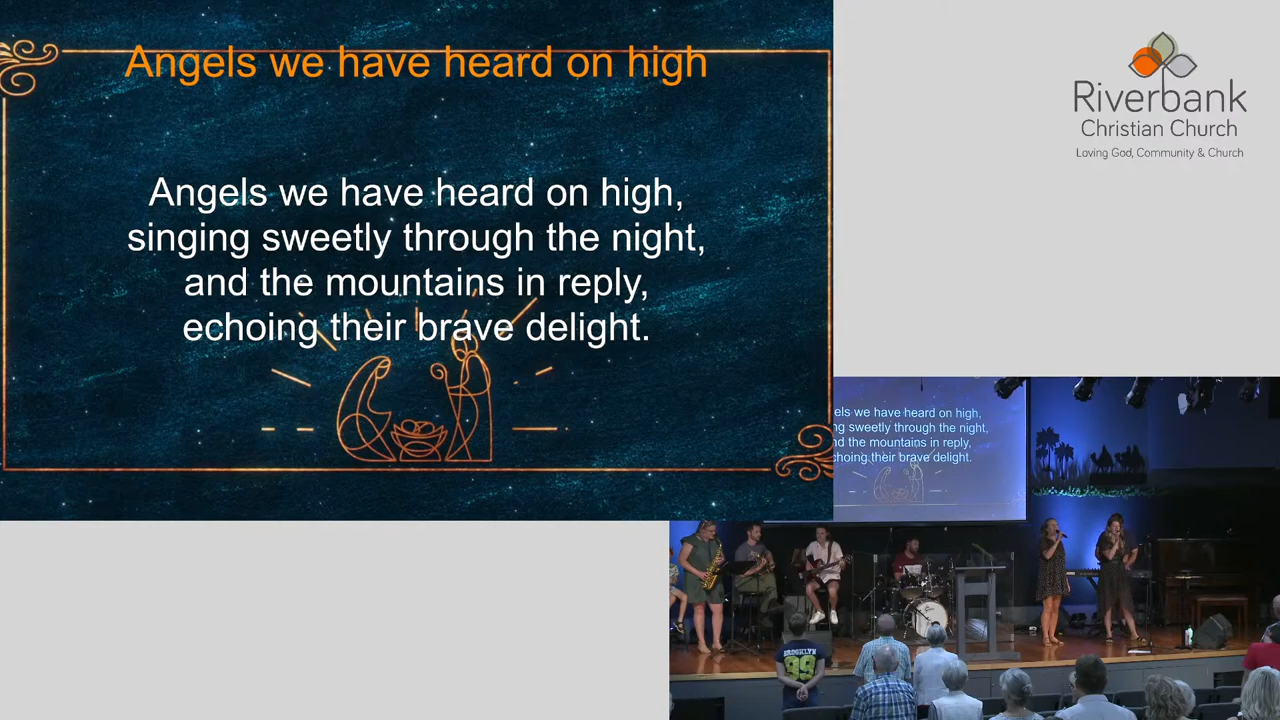 Angels we have heard on high
Angels we have heard on high,
singing sweetly through the night,
and the mountains in reply,
echoing their brave delight.
Riverbank
Christian Church
Loving God, Community & Church
els we have heard on high,
ng sweetly through the night,
nd the mountains in reply,
choing their brave delight.
BROOKLYN
99